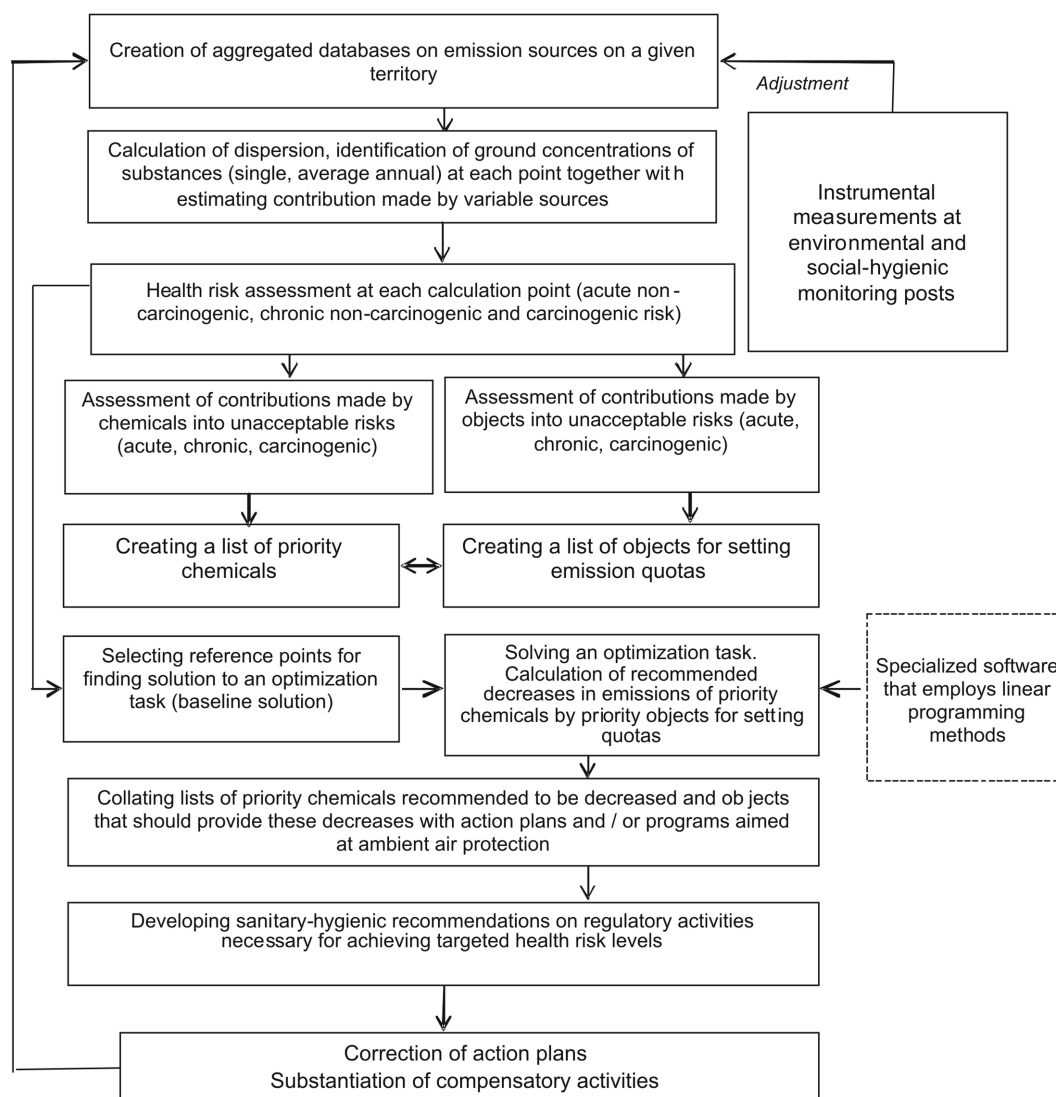 Creation of aggregated databases on emission sources on a given
territory
Adjustment
Calculation of dispersion, identification of ground concentrations of
substances (single, average annual) at each point together with
estimating contribution made by variable sources
Instrumental
measurements at
environmental and
social-hygienic
monitoring posts
Health risk assessment at each calculation point (acute non-
carcinogenic, chronic non-carcinogenic and carcinogenic risk)
Assessment of contributions made by
chemicals into unacceptable risks
(acute, chronic, carcinogenic)
Assessment of contributions made by
objects into unacceptable risks (acute,
chronic, carcinogenic)
Creating a list of priority
chemicals
Creating a list of objects for setting
emission quotas
Selecting reference points for
finding solution to an optimization
task (baseline solution)
Solving an optimization task.
Calculation of recommended
decreases in emissions of priority
chemicals by priority objects for setting
quotas
Specialized software
that employs linear
programming
methods
Collating lists of priority chemicals recommended to be decreased and objects
that should provide these decreases with action plans and / or programs aimed
at ambient air protection
Developing sanitary-hygienic recommendations on regulatory activities
necessary for achieving targeted health risk levels
Correction of action plans
Substantiation of compensatory activities